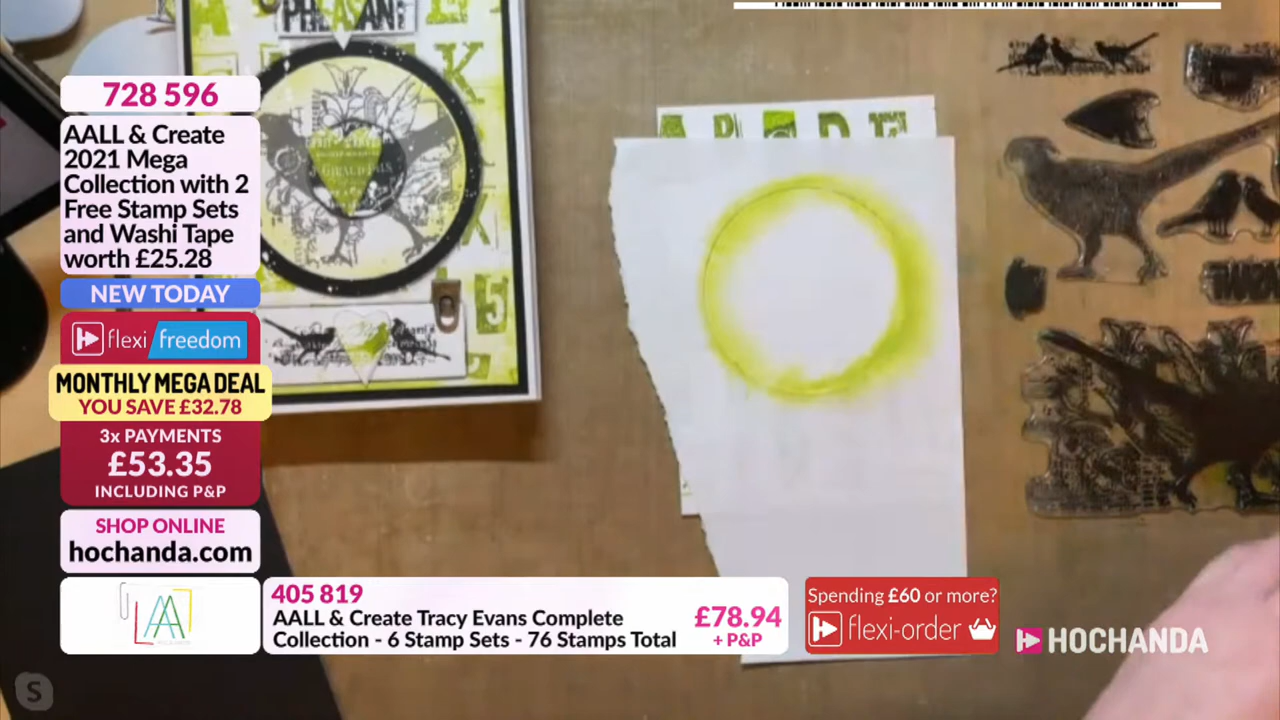 728 596
AALL & Create
2021 Mega
Collection with 2
Free Stamp Sets
and Washi Tape
worth £25.28
NEW TODAY
flexi freedom
MONTHLY MEGA DEAL
YOU SAVE £32.78
3x PAYMENTS
£53.35
INCLUDING P&P
SHOP ONLINE
hochanda.com
AA
405 819
AALL & Create Tracy Evans Complete
Collection - 6 Stamp Sets - 76 Stamps Total
£78.94
+ P&P
Spending £60 or more?
flexi-order
HOCHANDA
S
PHEASANT
K
5